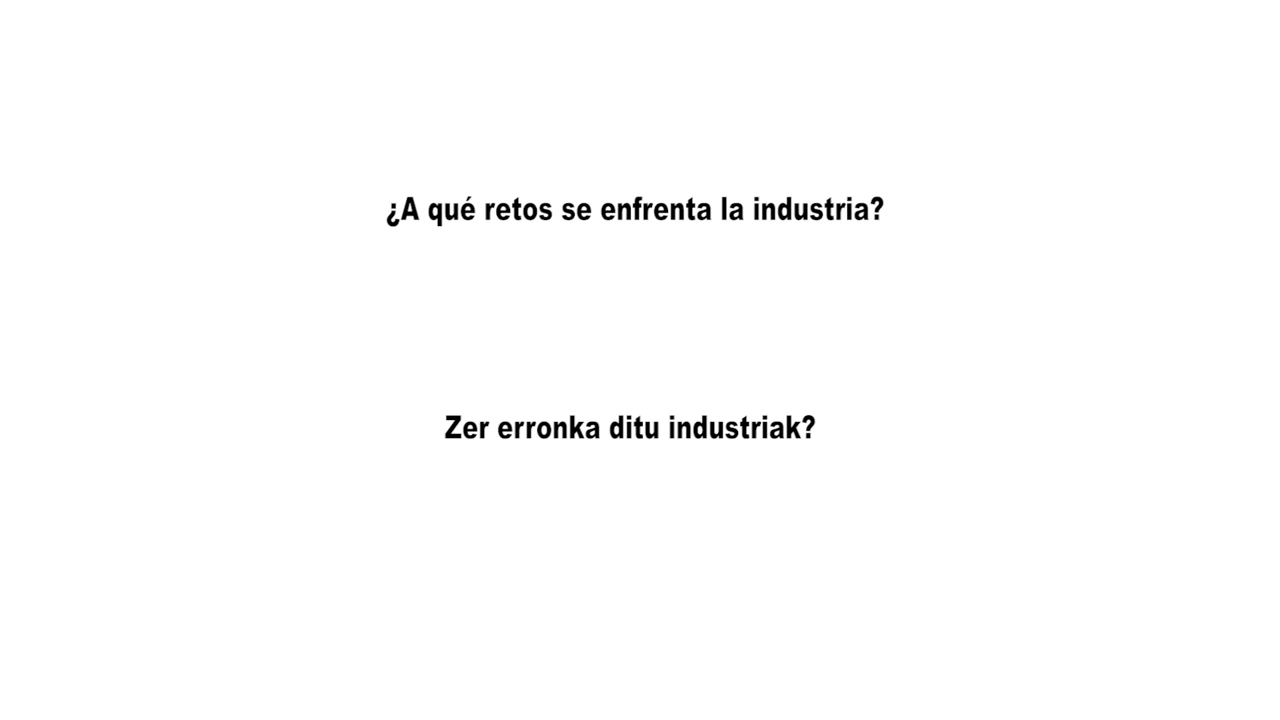 ¿A qué retos se enfrenta la industria?
Zer erronka ditu industriak?